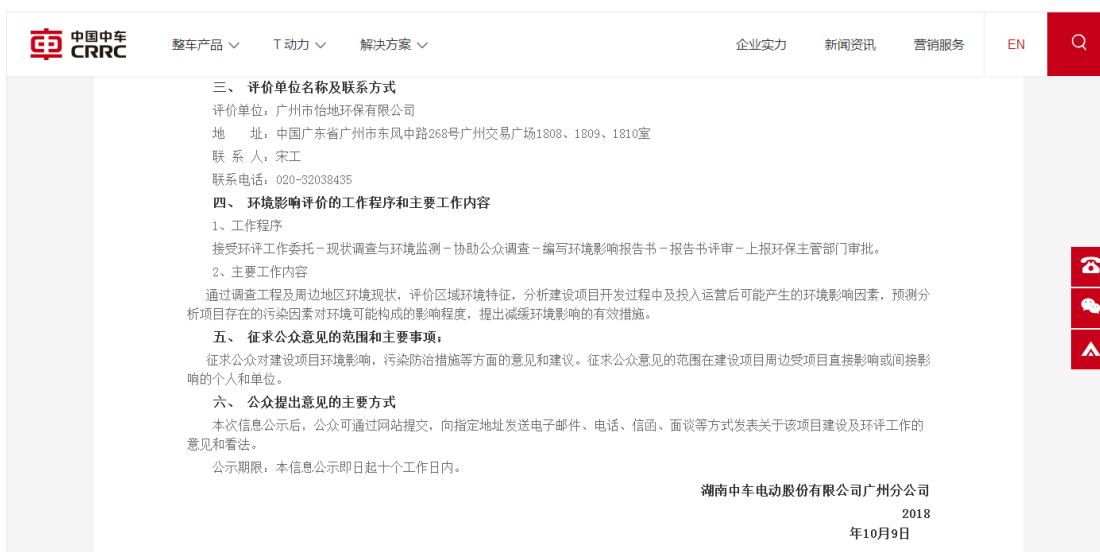 中国中车
CRRC
整车产品
T 动力
解决方案
企业实力
新闻资讯
营销服务
EN
三、 评价单位名称及联系方式
评价单位：广州市怡地环保有限公司
地 址：中国广东省广州市东风中路268号广州交易广场1808、1809、1810室
联 系 人：宋工
联系电话：020-32038435
四、 环境影响评价的工作程序和主要工作内容
1、工作程序
接受环评工作委托－现状调查与环境监测－协助公众调查－编写环境影响报告书－报告书评审－上报环保主管部门审批。
2、主要工作内容
通过调查工程及周边地区环境现状，评价区域环境特征，分析建设项目开发过程中及投入运营后可能产生的环境影响因素，预测分
析项目存在的污染因素对环境可能构成的影响程度，提出减缓环境影响的有效措施。
五、 征求公众意见的范围和主要事项；
征求公众对建设项目环境影响，污染防治措施等方面的意见和建议。征求公众意见的范围在建设项目周边受项目直接影响或间接影
响的个人和单位。
六、 公众提出意见的主要方式
本次信息公示后，公众可通过网站提交，向指定地址发送电子邮件、电话、信函、面谈等方式发表关于该项目建设及环评工作的
意见和看法。
公示期限：本信息公示即日起十个工作日内。
湖南中车电动股份有限公司广州分公司
2018
年10月9日